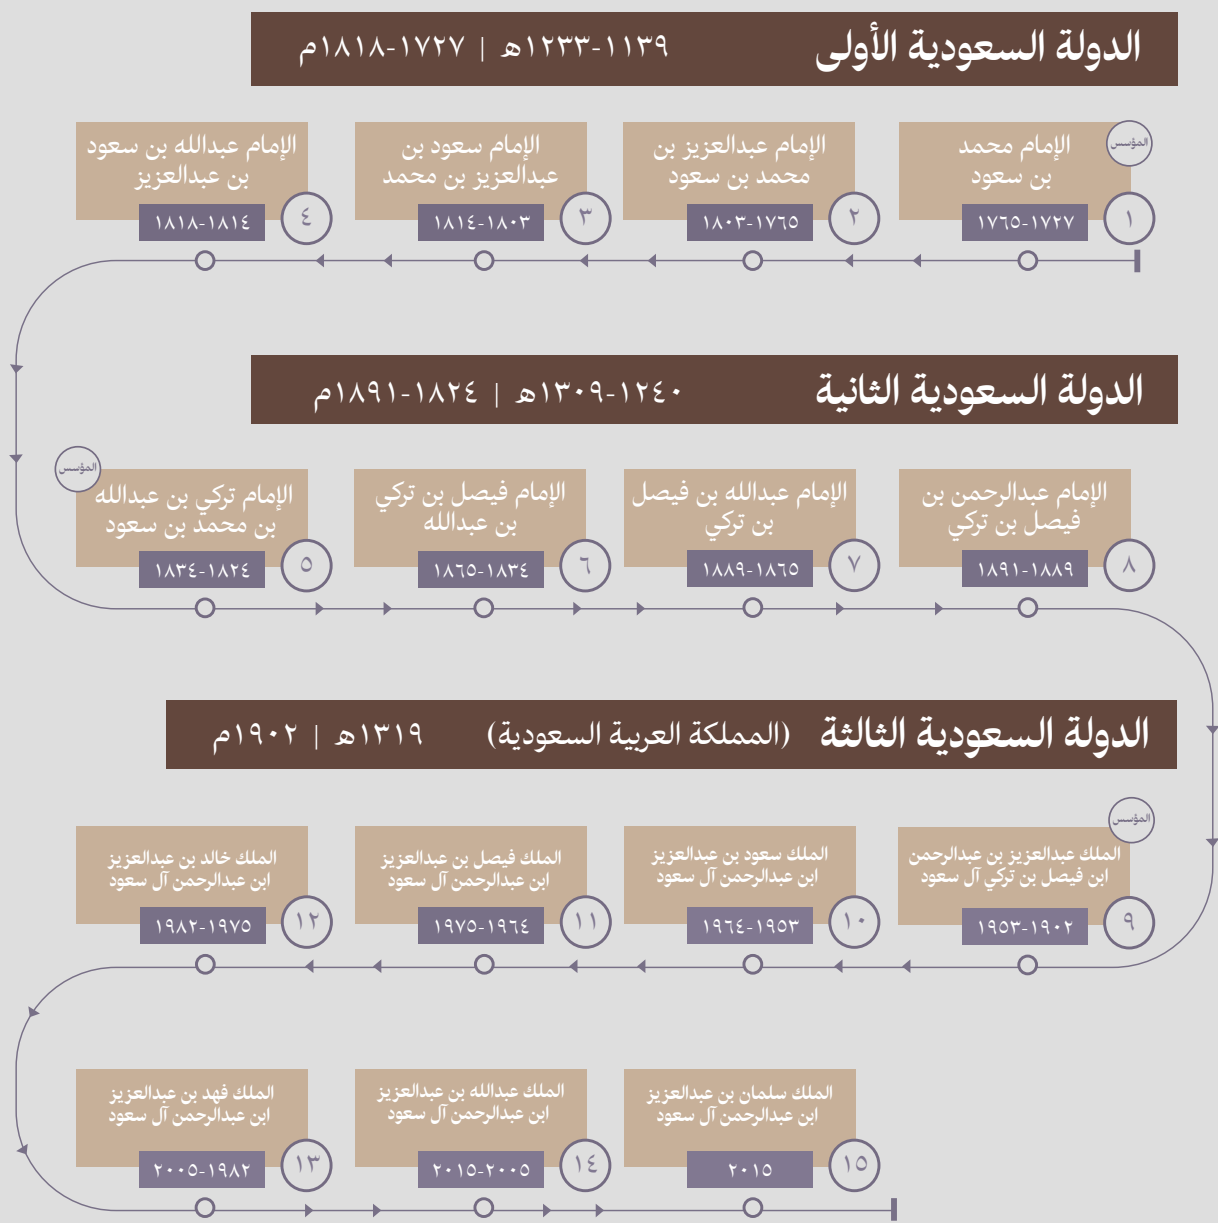 الدولة السعودية الأولى
١١٣٩-١٢٣٣هـ | ١٧٢٧-١٨١٨م
المؤسس
الإمام محمد
بن سعود
١٧٢٧-١٧٦٥
١
الإمام عبدالعزيز بن
محمد بن سعود
١٧٦٥-١٨٠٣
٢
الإمام سعود بن
عبدالعزيز بن محمد
١٨٠٣-١٨١٤
٣
الإمام عبدالله بن سعود
بن عبدالعزيز
١٨١٤-١٨١٨
٤
الدولة السعودية الثانية
١٢٤٠-١٣٠٩هـ | ١٨٢٤-١٨٩١م
المؤسس
الإمام تركي بن عبدالله
بن محمد بن سعود
١٨٢٤-١٨٣٤
٥
الإمام فيصل بن تركي
بن عبدالله
١٨٣٤-١٨٦٥
٦
الإمام عبدالله بن فيصل
بن تركي
١٨٦٥-١٨٨٩
٧
الإمام عبدالرحمن بن
فيصل بن تركي
١٨٨٩-١٨٩١
٨
الدولة السعودية الثالثة (المملكة العربية السعودية) ١٣١٩هـ | ١٩٠٢م
المؤسس
الملك عبدالعزيز بن عبدالرحمن
ابن فيصل بن تركي آل سعود
١٩٠٢-١٩٥٣
٩
الملك سعود بن عبدالعزيز
ابن عبدالرحمن آل سعود
١٩٥٣-١٩٦٤
١٠
الملك فيصل بن عبدالعزيز
ابن عبدالرحمن آل سعود
١٩٦٤-١٩٧٥
١١
الملك خالد بن عبدالعزيز
ابن عبدالرحمن آل سعود
١٩٧٥-١٩٨٢
١٢
الملك فهد بن عبدالعزيز
ابن عبدالرحمن آل سعود
١٩٨٢-٢٠٠٥
١٣
الملك عبدالله بن عبدالعزيز
ابن عبدالرحمن آل سعود
٢٠٠٥-٢٠١٥
١٤
الملك سلمان بن عبدالعزيز
ابن عبدالرحمن آل سعود
٢٠١٥
١٥